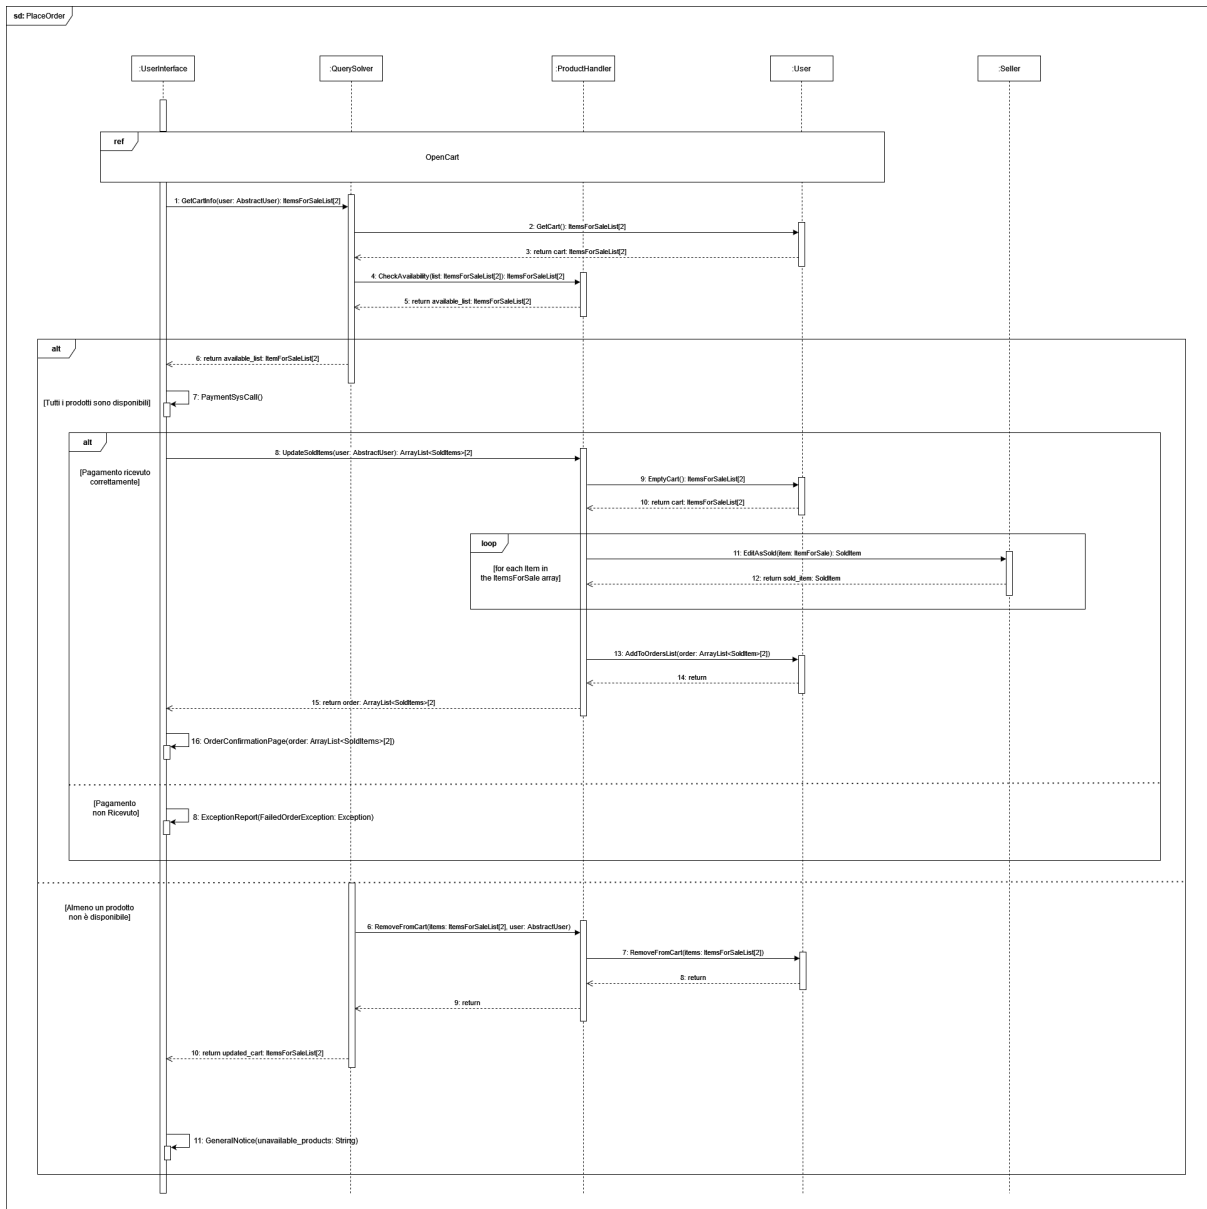 sd: PlaceOrder
:UserInterface
:QuerySolver
:ProductHandler
:User
:Seller
ref
OpenCart
1: GetCartInfo(user: AbstractUser): ItemsForSaleList[2]
2: GetCart(): ItemsForSaleList[2]
3: return cart: ItemsForSaleList[2]
4: CheckAvailability(list: ItemsForSaleList[2]): ItemsForSaleList[2]
5: return available_list: ItemsForSaleList[2]
alt
6: return available_list: ItemForSaleList[2]
[Tutti i prodotti sono disponibili]
7: PaymentSysCall()
alt
8: UpdateSoldItems(user: AbstractUser): ArrayList<SoldItems>[2]
[Pagamento ricevuto
correttamente]
9: EmptyCart(): ItemsForSaleList[2]
10: return cart: ItemsForSaleList[2]
loop
11: EditAsSold(item: ItemForSale): SoldItem
[for each Item in
the ItemsForSale array]
12: return sold_item: SoldItem
13: AddToOrdersList(order: ArrayList<SoldItem>[2])
14: return
15: return order: ArrayList<SoldItems>[2]
16: OrderConfirmationPage(order: ArrayList<SoldItems>[2])
[Pagamento
non Ricevuto]
8: ExceptionReport(FailedOrderException: Exception)
[Almeno un prodotto
non è disponibile]
6: RemoveFromCart(items: ItemsForSaleList[2], user: AbstractUser)
7: RemoveFromCart(items: ItemsForSaleList[2])
8: return
9: return
10: return updated_cart: ItemsForSaleList[2]
11: GeneralNotice(unavailable_products: String)